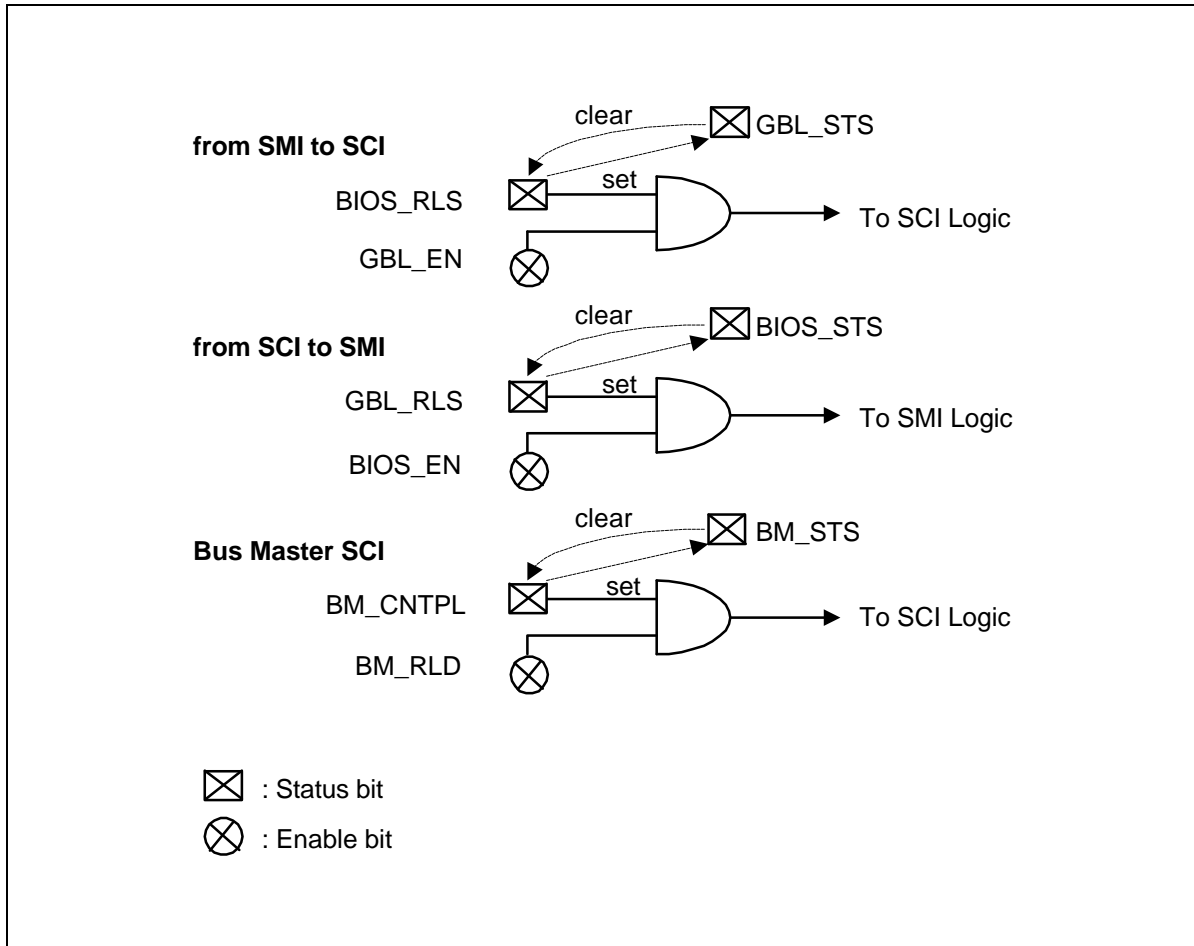 clear
GBL_STS
from SMI to SCI
set
BIOS_RLS
To SCI Logic
GBL_EN
clear
BIOS_STS
from SCI to SMI
set
GBL_RLS
To SMI Logic
BIOS_EN
clear
BM_STS
Bus Master SCI
set
BM_CNTPL
To SCI Logic
BM_RLD
: Status bit
: Enable bit